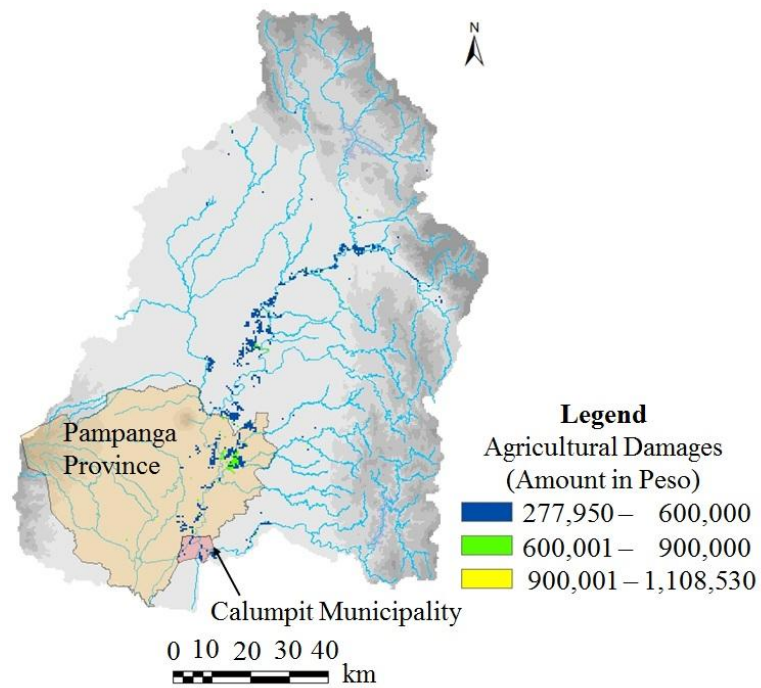 N
Pampanga
Province
Legend
Agricultural Damages
(Amount in Peso)
277,950 – 600,000
600,001 – 900,000
900,001 – 1,108,530
Calumpit Municipality
0 10 20 30 40
km